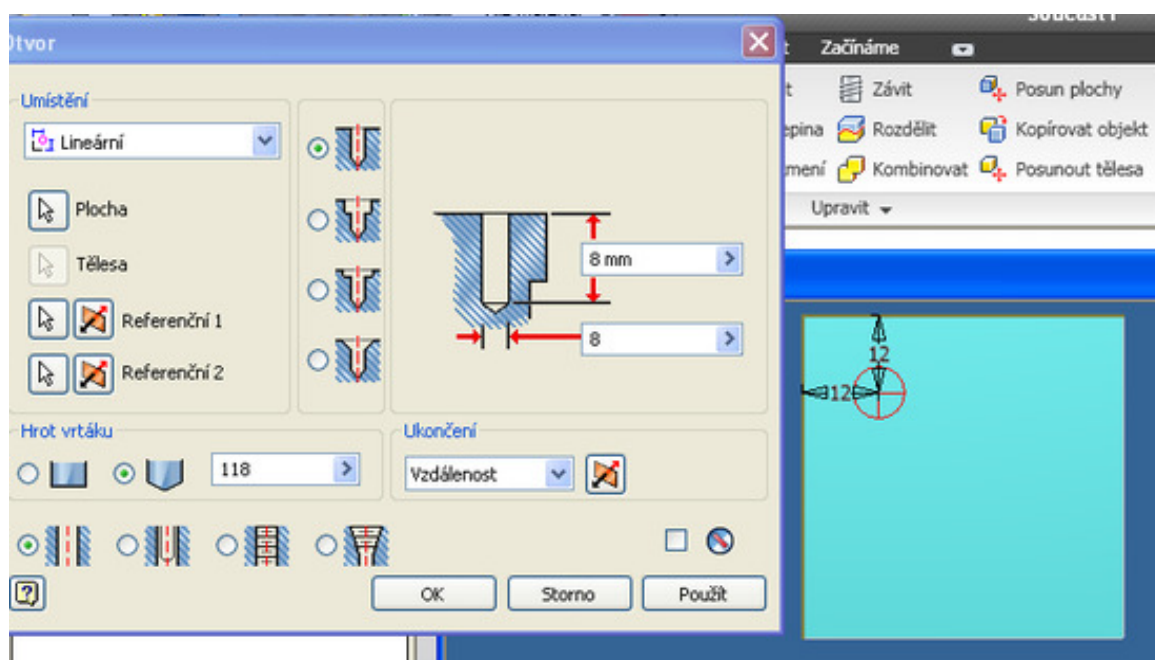 Otvor
Umístění
Lineární
Plocha
Tělesa
Referenční 1
Referenční 2
8 mm
8
Hrot vrtáku
118
Ukončení
Vzdálenost
OK
Storno
Použít
Začínáme
Závit
Posun plochy
Rozdělit
Kopírovat objekt
Kombinovat
Posunout tělesa
Upravit
12
12